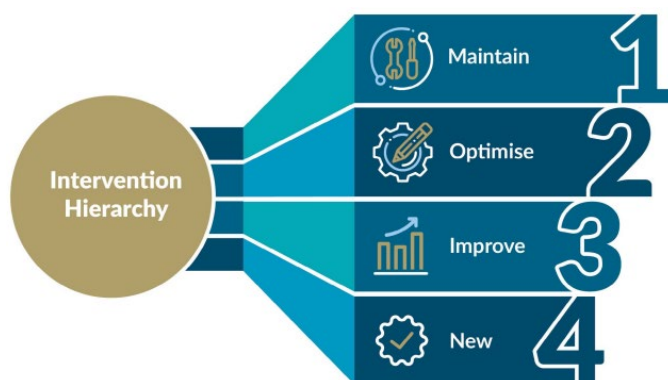 Intervention
Hierarchy
Maintain 1
Optimise 2
Improve 3
New 4